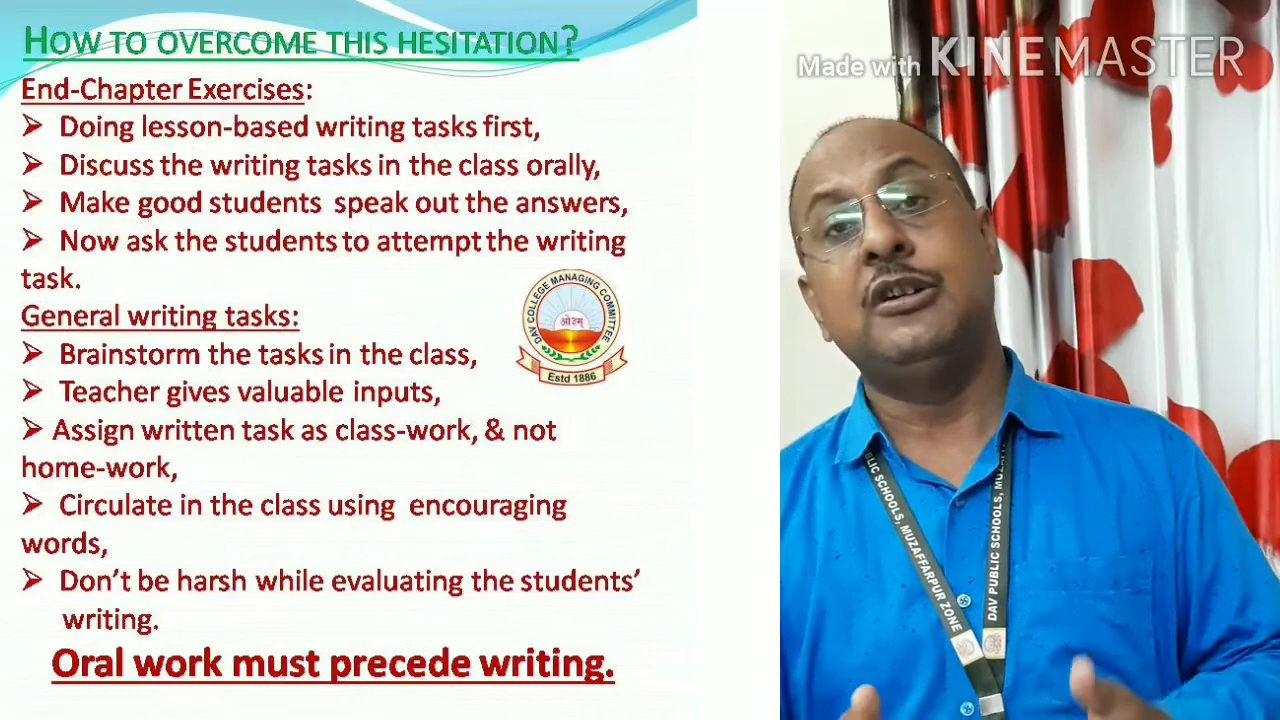 HOW TO OVERCOME THIS HESITATION?
End-Chapter Exercises:
➢ Doing lesson-based writing tasks first,
➢ Discuss the writing tasks in the class orally,
➢ Make good students speak out the answers,
➢ Now ask the students to attempt the writing
task.
General writing tasks:
➢ Brainstorm the tasks in the class,
➢ Teacher gives valuable inputs,
➢ Assign written task as class-work, & not
home-work,
➢ Circulate in the class using encouraging
words,
➢ Don't be harsh while evaluating the students'
writing.
Oral work must precede writing.
DAV COLLEGE MANAGING COMMITTEE
ओ३म्
Estd 1886
Made with KINEMASTER
BLIC SCHOOLS, MUZAFFARPUR ZONE
DAV PUBLIC SCHOOLS, MUZAFF